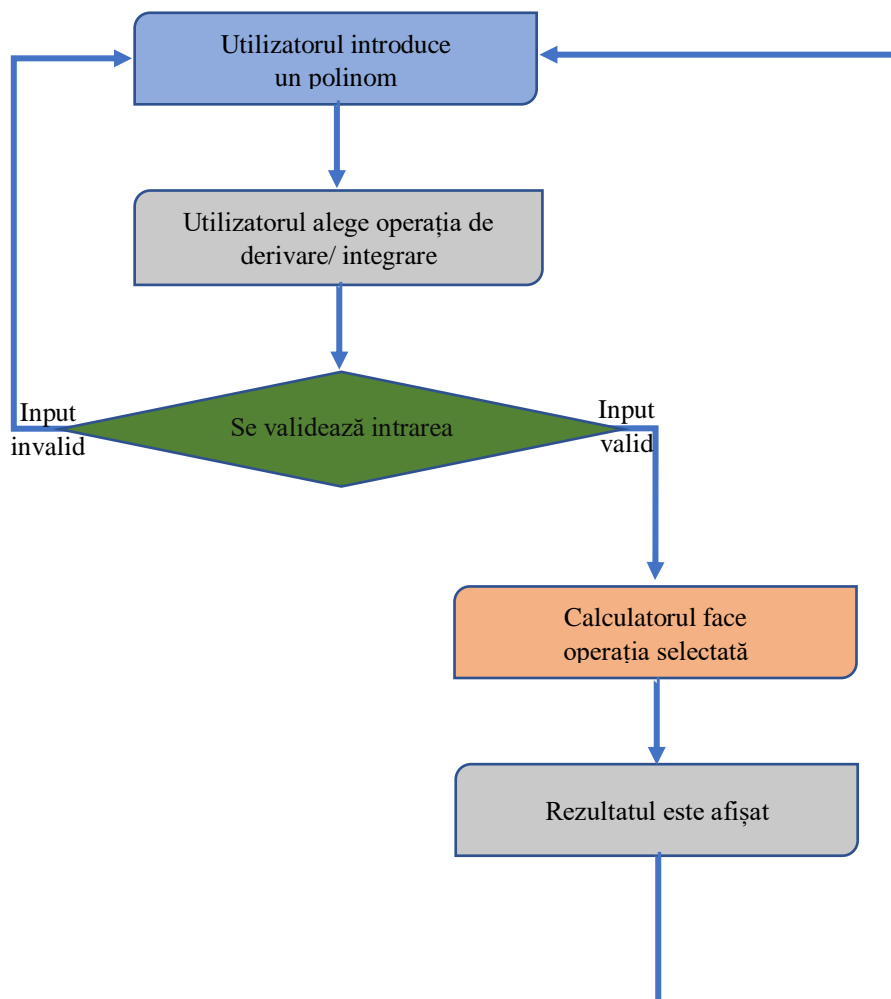 Utilizatorul introduce
un polinom
Utilizatorul alege operația de
derivare/ integrare
Se validează intrarea
Input
invalid
Input
valid
Calculatorul face
operația selectată
Rezultatul este afișat